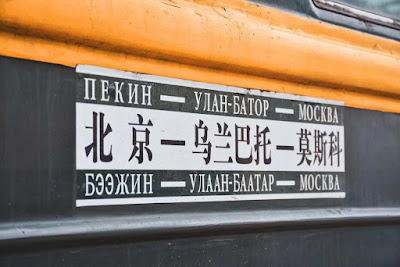 ПЕКИН — УЛАН-БАТОР — МОСКВА
北京—乌兰巴托—莫斯科
БЭЭЖИН — УЛААН-БААТАР — МОСКВА